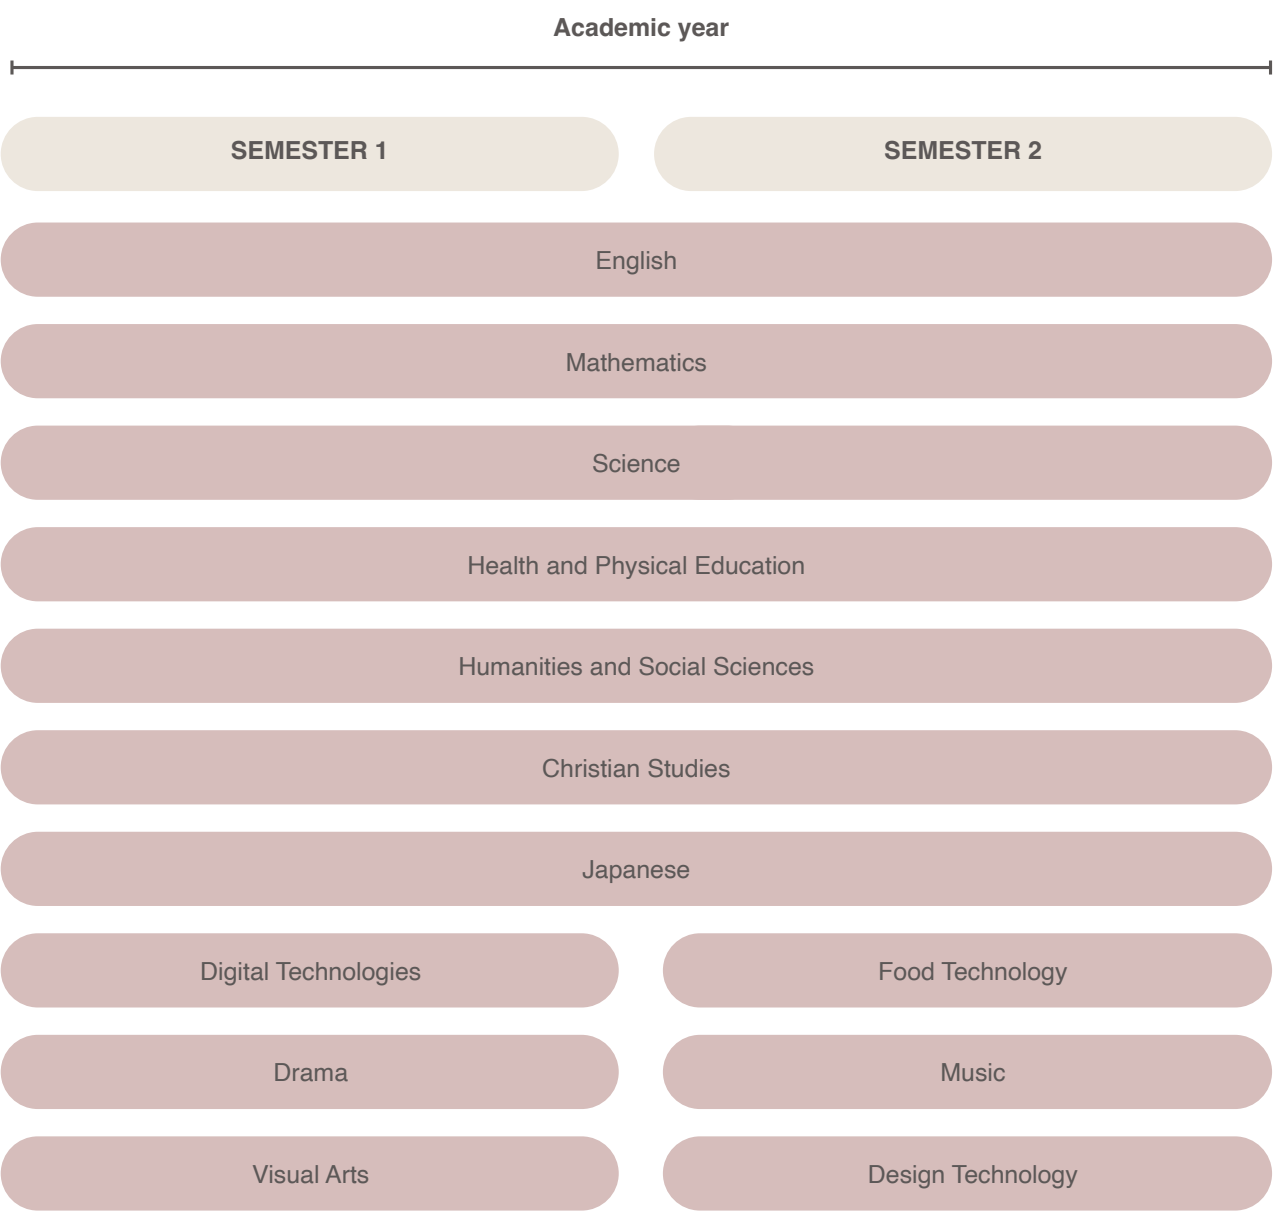 Academic year
SEMESTER 1
SEMESTER 2
English
Mathematics
Science
Health and Physical Education
Humanities and Social Sciences
Christian Studies
Japanese
Digital Technologies
Food Technology
Drama
Music
Visual Arts
Design Technology